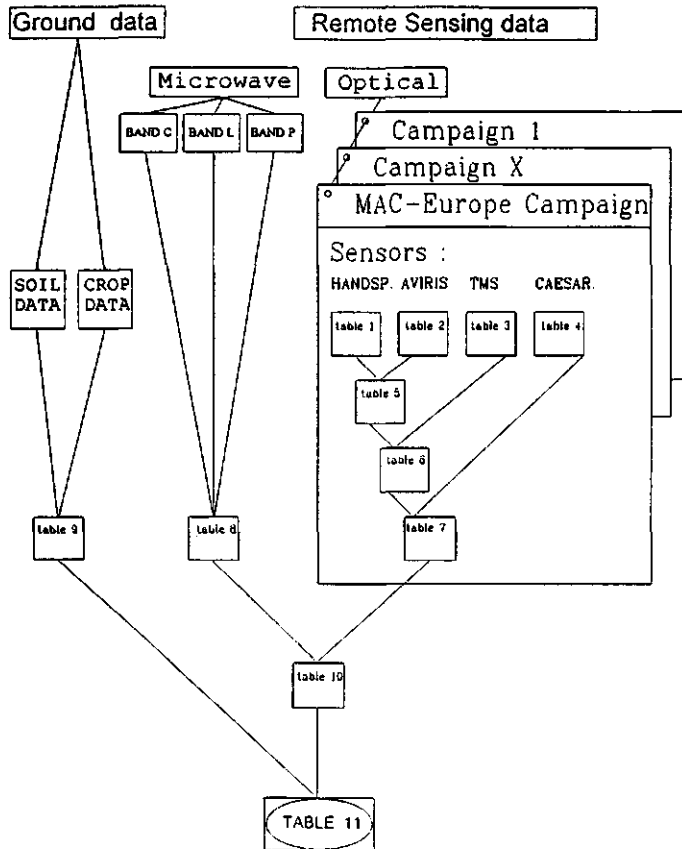 Ground data
Remote Sensing data
Microwave
Optical
BAND C
BAND L
BAND P
Campaign 1
Campaign X
MAC-Europe Campaign
Sensors :
HANDSP. AVIRIS TMS CAESAR.
SOIL DATA
CROP DATA
table 1
table 2
table 3
table 4
table 5
table 6
table 9
table 8
table 7
table 10
TABLE 11